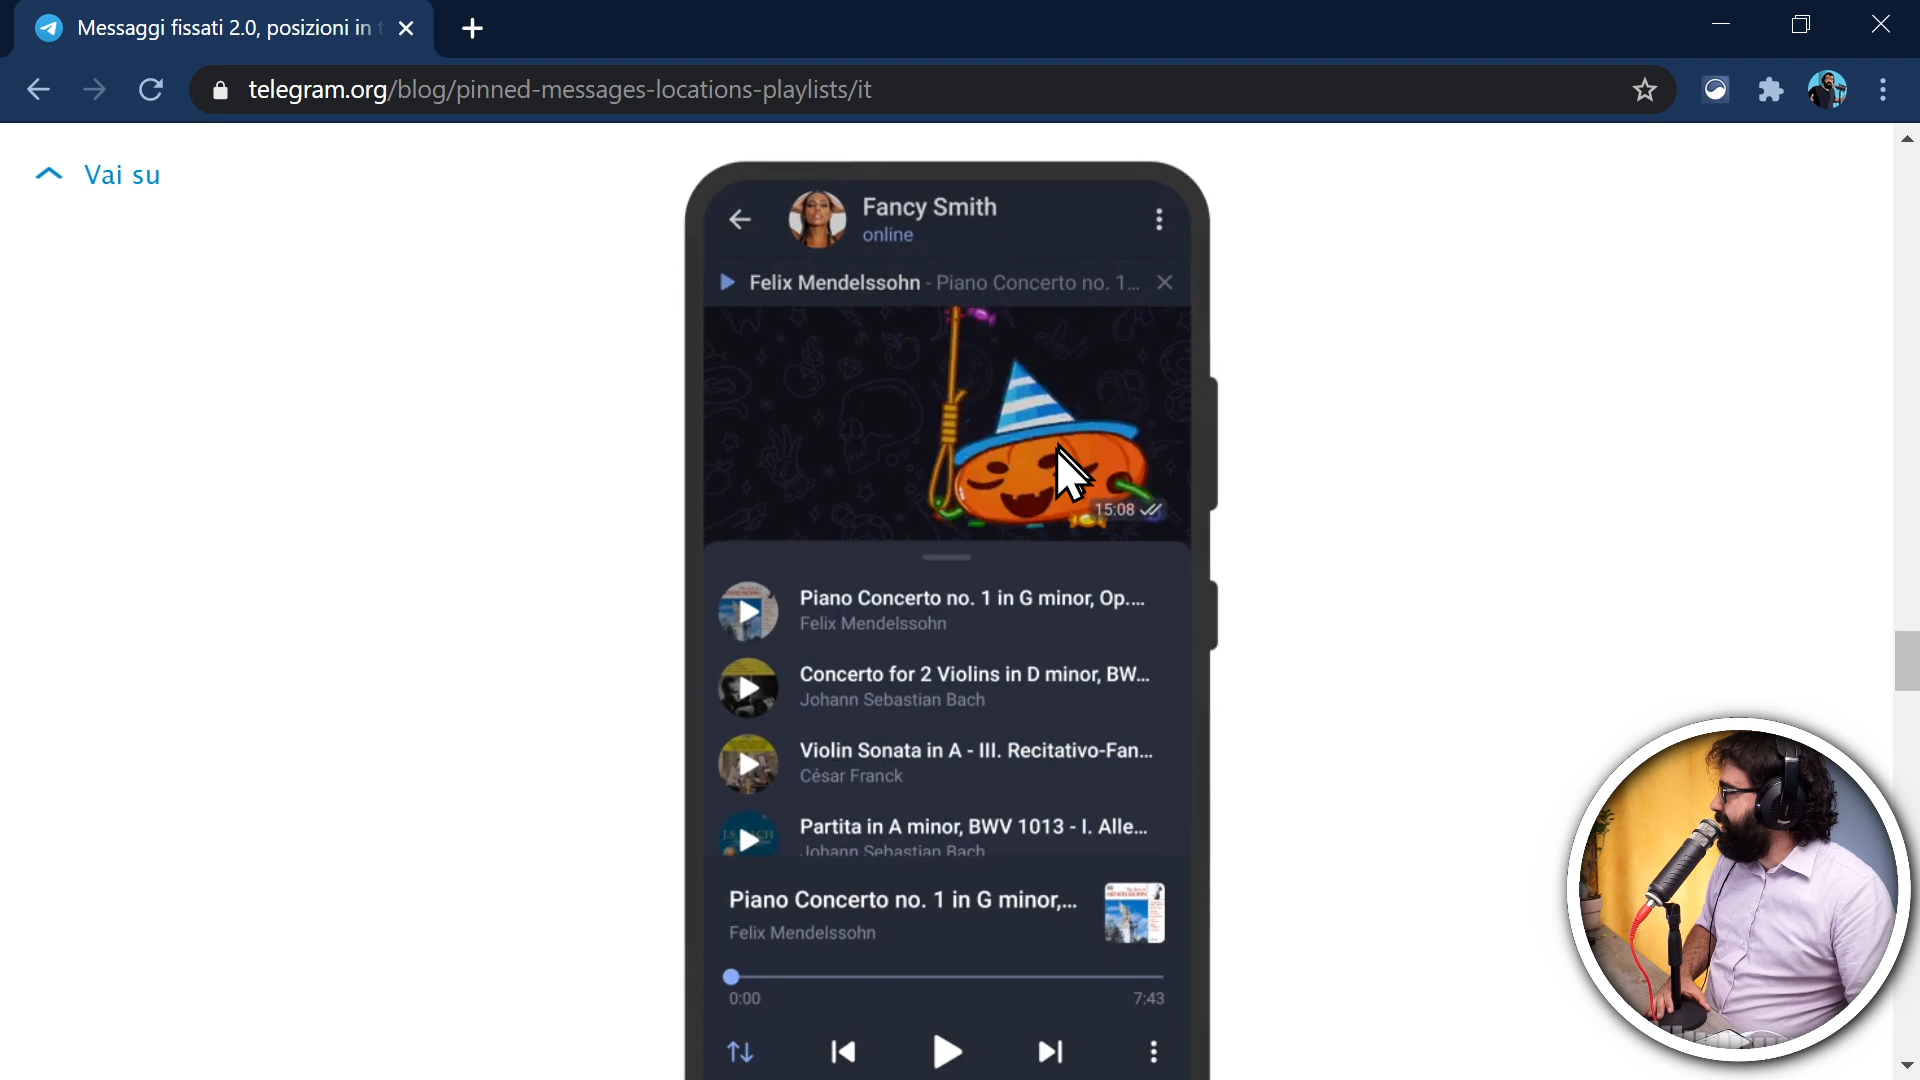 Messaggi fissati 2.0, posizioni in t
telegram.org/blog/pinned-messages-locations-playlists/it
Vai su
Fancy Smith
online
Felix Mendelssohn - Piano Concerto no. 1...
15:08
Piano Concerto no. 1 in G minor, Op....
Felix Mendelssohn
Concerto for 2 Violins in D minor, BW...
Johann Sebastian Bach
Violin Sonata in A - III. Recitativo-Fan...
César Franck
Partita in A minor, BWV 1013 - I. Alle...
Johann Sebastian Bach
Piano Concerto no. 1 in G minor,...
Felix Mendelssohn
0:00
7:43